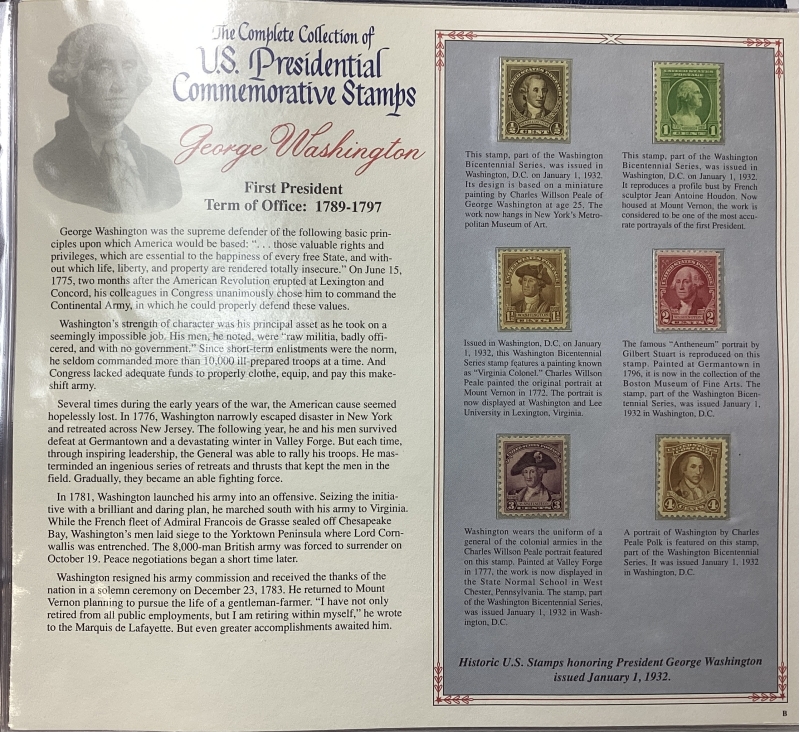 The Complete Collection of
U.S. Presidential
Commemorative Stamps
George Washington
First President
Term of Office: 1789-1797
George Washington was the supreme defender of the following basic prin-
ciples upon which America would be based: “. . . those valuable rights and
privileges, which are essential to the happiness of every free State, and with-
out which life, liberty, and property are rendered totally insecure.” On June 15,
1775, two months after the American Revolution erupted at Lexington and
Concord, his colleagues in Congress unanimously chose him to command the
Continental Army, in which he could properly defend these values.
Washington’s strength of character was his principal asset as he took on a
seemingly impossible job. His men, he noted, were “raw militia, badly offi-
cered, and with no government.” Since short-term enlistments were the norm,
he seldom commanded more than 10,000 ill-prepared troops at a time. And
Congress lacked adequate funds to properly clothe, equip, and pay this make-
shift army.
Several times during the early years of the war, the American cause seemed
hopelessly lost. In 1776, Washington narrowly escaped disaster in New York
and retreated across New Jersey. The following year, he and his men survived
defeat at Germantown and a devastating winter in Valley Forge. But each time,
through inspiring leadership, the General was able to rally his troops. He mas-
terminded an ingenious series of retreats and thrusts that kept the men in the
field. Gradually, they became an able fighting force.
In 1781, Washington launched his army into an offensive. Seizing the initia-
tive with a brilliant and daring plan, he marched south with his army to Virginia.
While the French fleet of Admiral Francois de Grasse sealed off Chesapeake
Bay, Washington’s men laid siege to the Yorktown Peninsula where Lord Corn-
wallis was entrenched. The 8,000-man British army was forced to surrender on
October 19. Peace negotiations began a short time later.
Washington resigned his army commission and received the thanks of the
nation in a solemn ceremony on December 23, 1783. He returned to Mount
Vernon planning to pursue the life of a gentleman-farmer. “I have not only
retired from all public employments, but I am retiring within myself,” he wrote
to the Marquis de Lafayette. But even greater accomplishments awaited him.
UNITED STATES POSTAGE
½ CENT ½
This stamp, part of the Washington
Bicentennial Series, was issued in
Washington, D.C. on January 1, 1932.
Its design is based on a miniature
painting by Charles Willson Peale of
George Washington at age 25. The
work now hangs in New York’s Metro-
politan Museum of Art.
UNITED STATES
POSTAGE
1 CENT 1
This stamp, part of the Washington
Bicentennial Series, was issued in
Washington, D.C. on January 1, 1932.
It reproduces a profile bust by French
sculptor Jean Antoine Houdon. Now
housed at Mount Vernon, the work is
considered to be one of the most accu-
rate portrayals of the first President.
1½ CENTS 1½
Issued in Washington, D.C. on January
1, 1932, this Washington Bicentennial
Series stamp features a painting known
as “Virginia Colonel.” Charles Willson
Peale painted the original portrait at
Mount Vernon in 1772. The portrait is
now displayed at Washington and Lee
University in Lexington, Virginia.
UNITED STATES POSTAGE
2 CENTS 2
The famous “Antheneum” portrait by
Gilbert Stuart is reproduced on this
stamp. Painted at Germantown in
1796, it is now in the collection of the
Boston Museum of Fine Arts. The
stamp, part of the Washington Bicen-
tennial Series, was issued January 1,
1932 in Washington, D.C.
3 CENTS 3
Washington wears the uniform of a
general of the colonial armies in the
Charles Willson Peale portrait featured
on this stamp. Painted at Valley Forge
in 1777, the work is now displayed in
the State Normal School in West
Chester, Pennsylvania. The stamp, part
of the Washington Bicentennial Series,
was issued January 1, 1932 in Wash-
ington, D.C.
4 CENTS 4
A portrait of Washington by Charles
Peale Polk is featured on this stamp,
part of the Washington Bicentennial
Series. It was issued January 1, 1932
in Washington, D.C.
Historic U.S. Stamps honoring President George Washington
issued January 1, 1932.
B